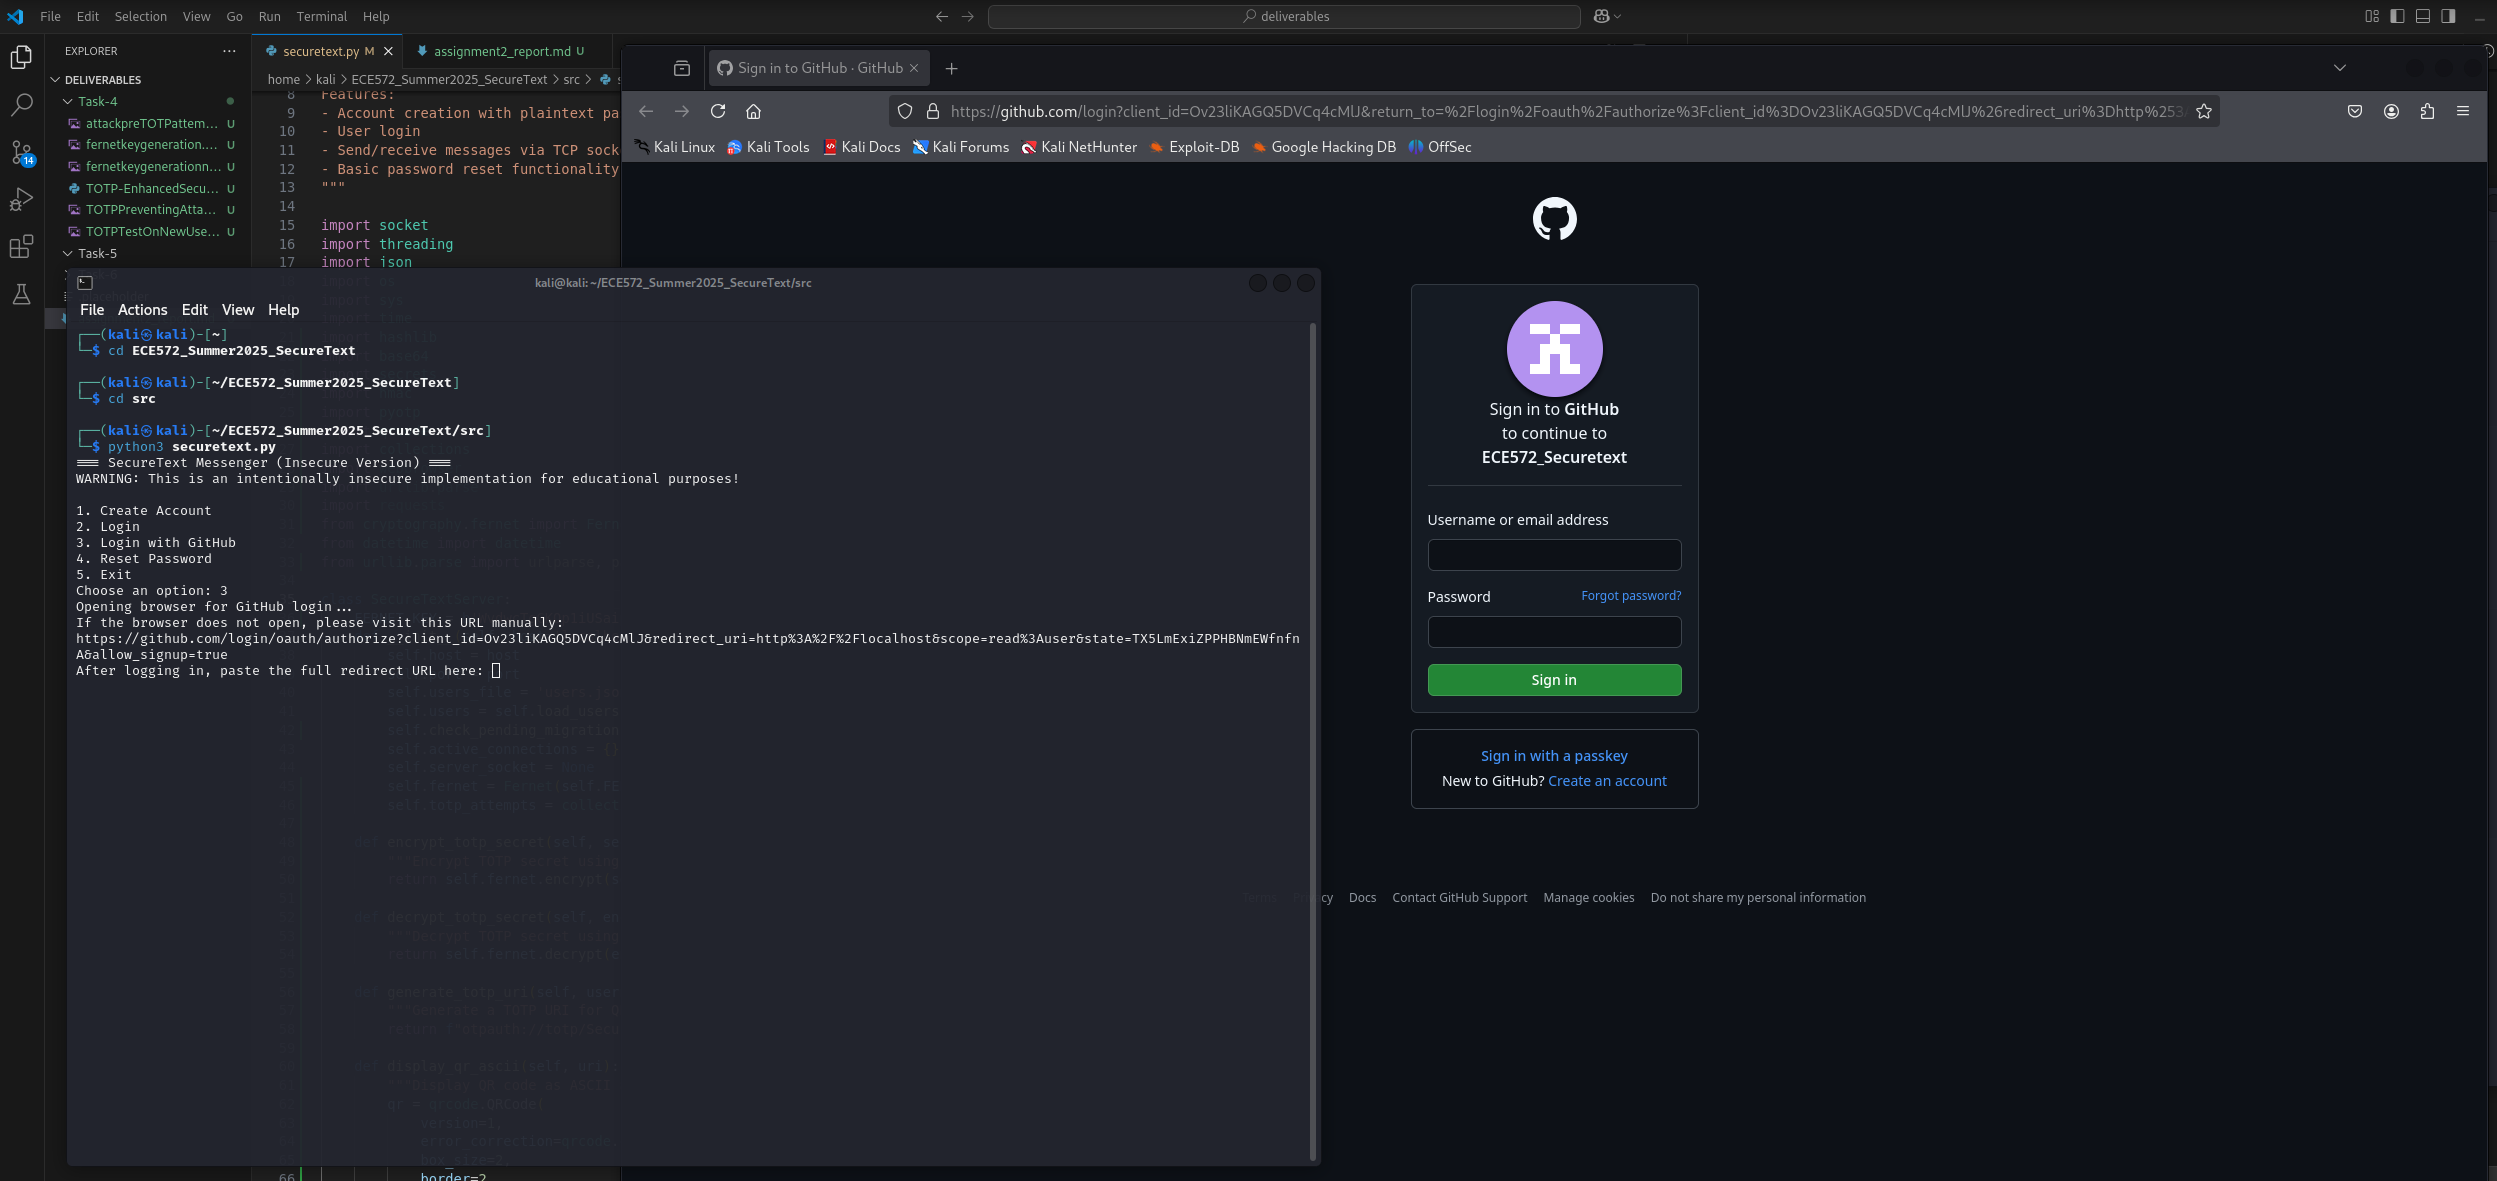 File Edit Selection View Go Run Terminal Help
deliverables
EXPLORER
DELIVERABLES
Task-4
attackpreTOTPattem... U
fernetkeygeneration.... U
fernetkeygenerationn... U
TOTP-EnhancedSecu... U
TOTPPreventingAtta... U
TOTPTestOnNewUse... U
Task-5
14
securetext.py M
assignment2_report.md U
home > kali > ECE572_Summer2025_SecureText > src >
8 Features:
9 - Account creation with plaintext pa
10 - User login
11 - Send/receive messages via TCP sock
12 - Basic password reset functionality
13 """
14
15 import socket
16 import threading
17 import json
kali@kali: ~/ECE572_Summer2025_SecureText/src
File Actions Edit View Help
(kali㉿kali)-[~]
$ cd ECE572_Summer2025_SecureText
(kali㉿kali)-[~/ECE572_Summer2025_SecureText]
$ cd src
(kali㉿kali)-[~/ECE572_Summer2025_SecureText/src]
$ python3 securetext.py
=== SecureText Messenger (Insecure Version) ===
WARNING: This is an intentionally insecure implementation for educational purposes!
1. Create Account
2. Login
3. Login with GitHub
4. Reset Password
5. Exit
Choose an option: 3
Opening browser for GitHub login...
If the browser does not open, please visit this URL manually:
https://github.com/login/oauth/authorize?client_id=Ov23liKAGQ5DVCq4cMlJ&redirect_uri=http%3A%2F%2Flocalhost&scope=read%3Auser&state=TX5LmExiZPPHBNmEWfnfn
A&allow_signup=true
After logging in, paste the full redirect URL here:
66 border=2
Sign in to GitHub · GitHub
https://github.com/login?client_id=Ov23liKAGQ5DVCq4cMlJ&return_to=%2Flogin%2Foauth%2Fauthorize%3Fclient_id%3DOv23liKAGQ5DVCq4cMlJ%26redirect_uri%3Dhttp%253
Kali Linux Kali Tools Kali Docs Kali Forums Kali NetHunter Exploit-DB Google Hacking DB OffSec
Sign in to GitHub
to continue to
ECE572_Securetext
Username or email address
Password Forgot password?
Sign in
Sign in with a passkey
New to GitHub? Create an account
Terms Privacy Docs Contact GitHub Support Manage cookies Do not share my personal information